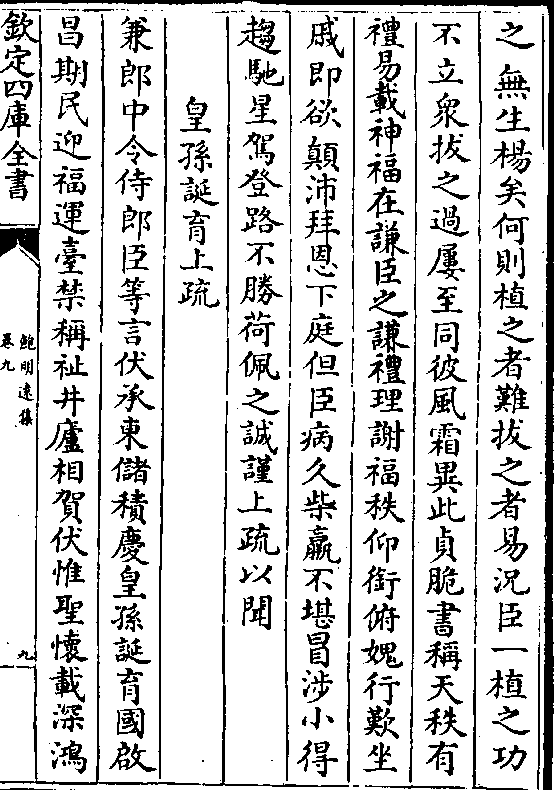 之無生楊矣何則植之者難拔之者易況臣一植之功
不立衆拔之過屢至同彼風霜異此貞脆書稱天秩有
禮易載神福在謙臣之謙禮理謝福秩仰銜俯媿行歎坐
戚即欲顛沛拜恩下庭但臣病久柴羸不堪冒涉小得
趨馳星駕登路不勝荷佩之誠謹上疏以聞
皇孫誕育上疏
兼郎中令侍郎臣等言伏承東儲積慶皇孫誕育國啟
昌期民迎福運臺禁稱祉井廬相賀伏惟聖懷載深鴻
欽定四庫全書
鮑明遠集
卷九
九